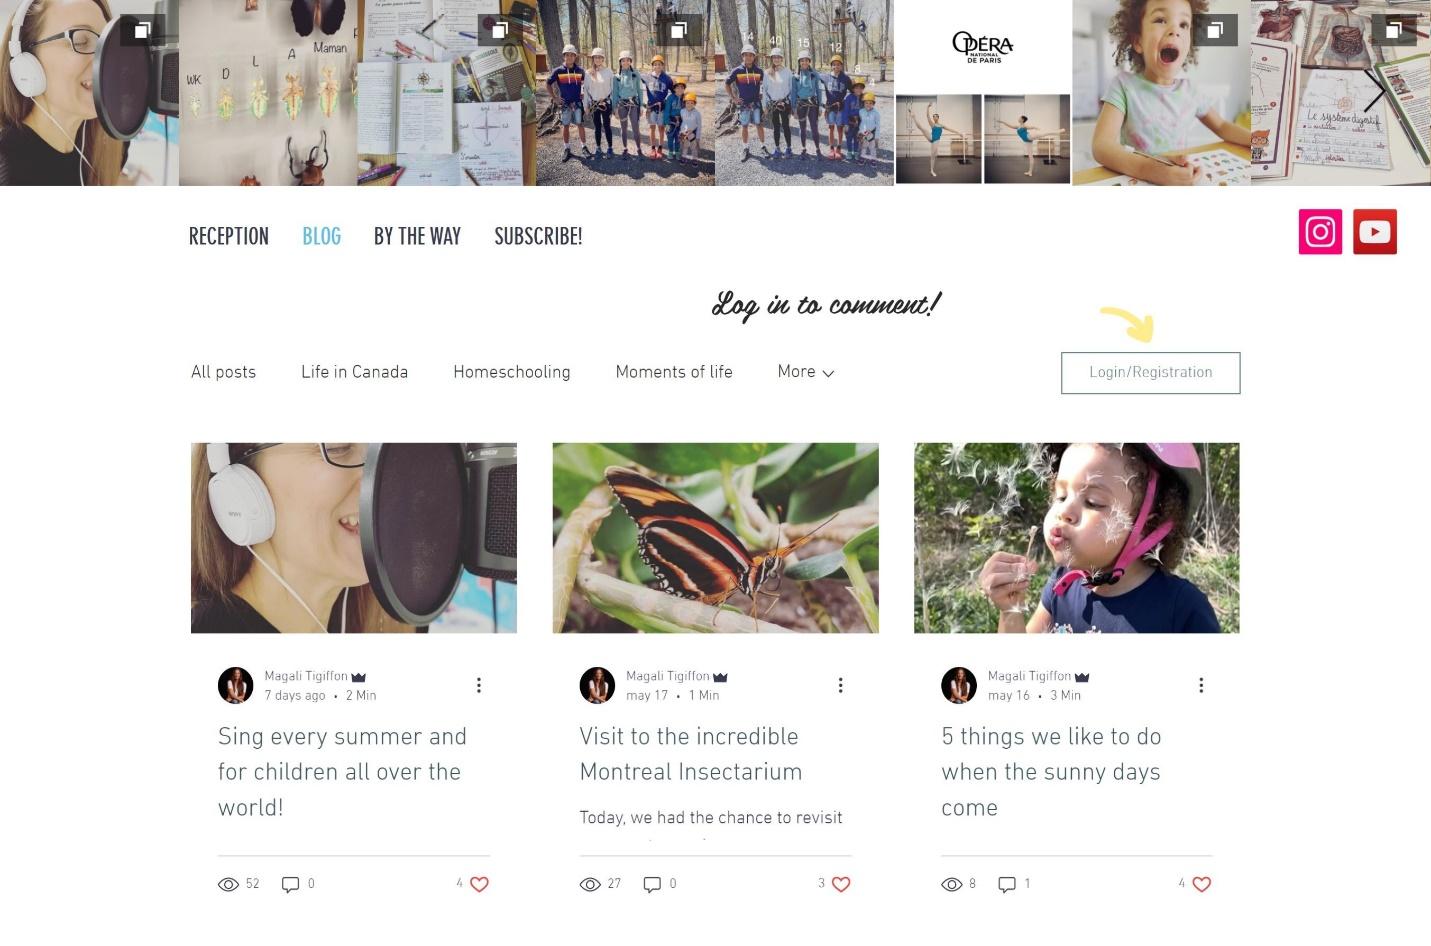 WK D L A Maman
14 40 15 12 8
OPÉRA
NATIONAL
DE PARIS
Le système digestif
RECEPTION BLOG BY THE WAY SUBSCRIBE!
Log in to comment!
All posts Life in Canada Homeschooling Moments of life More
Login/Registration
Magali Tigiffon
7 days ago • 2 Min
Sing every summer and
for children all over the
world!
52 0 4
Magali Tigiffon
may 17 • 1 Min
Visit to the incredible
Montreal Insectarium
Today, we had the chance to revisit
27 0 3
Magali Tigiffon
may 16 • 3 Min
5 things we like to do
when the sunny days
come
8 1 4